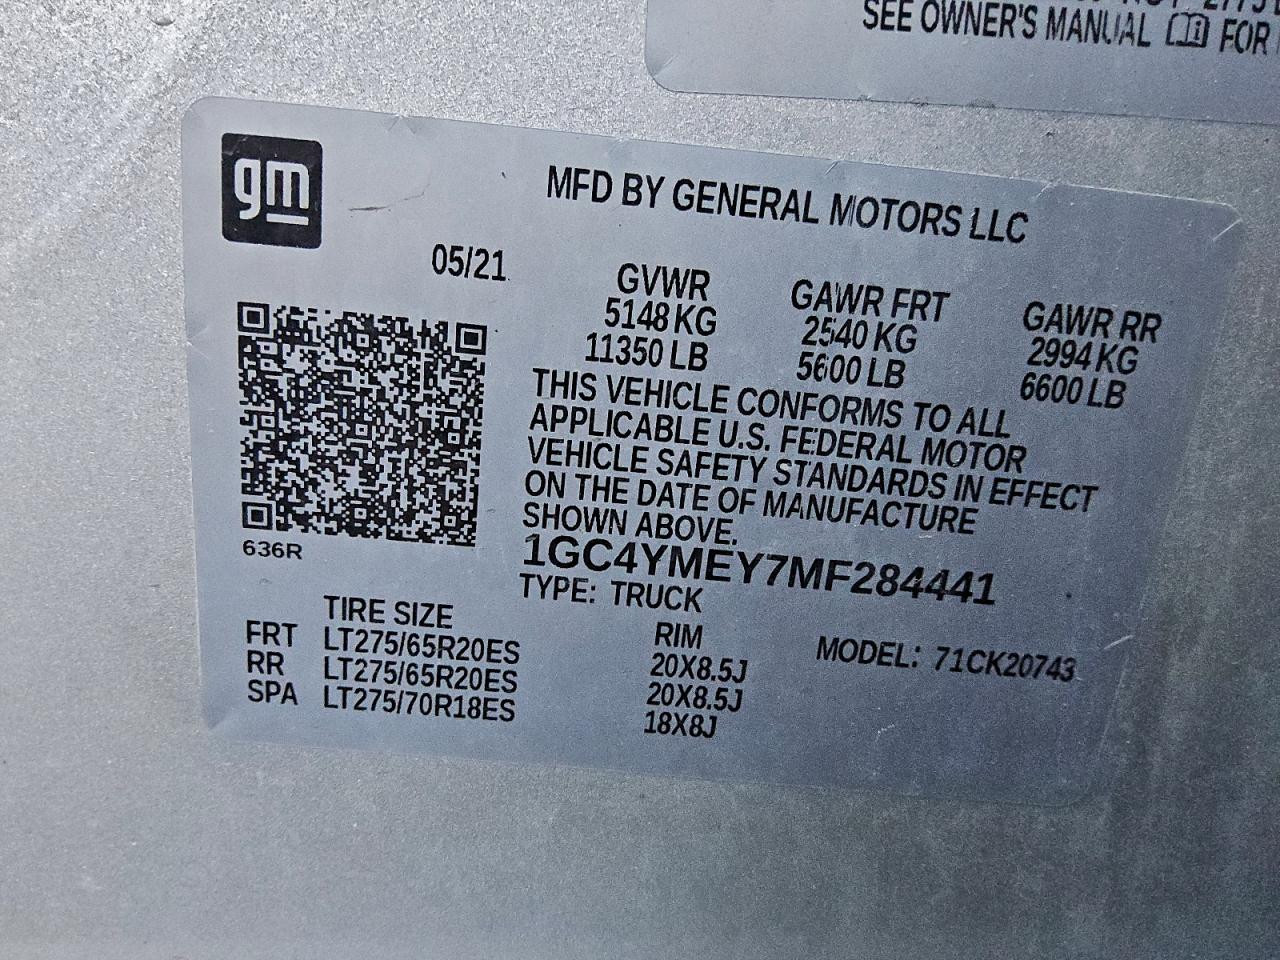 SEE OWNER'S MANUAL FOR
gm
MFD BY GENERAL MOTORS LLC
05/21
GVWR GAWR FRT GAWR RR
5148 KG 2540 KG 2994 KG
11350 LB 5600 LB 6600 LB
THIS VEHICLE CONFORMS TO ALL
APPLICABLE U.S. FEDERAL MOTOR
VEHICLE SAFETY STANDARDS IN EFFECT
ON THE DATE OF MANUFACTURE
SHOWN ABOVE.
636R
1GC4YMEY7MF284441
TYPE: TRUCK
TIRE SIZE RIM MODEL: 71CK20743
FRT LT275/65R20ES 20X8.5J
RR LT275/65R20ES 20X8.5J
SPA LT275/70R18ES 18X8J